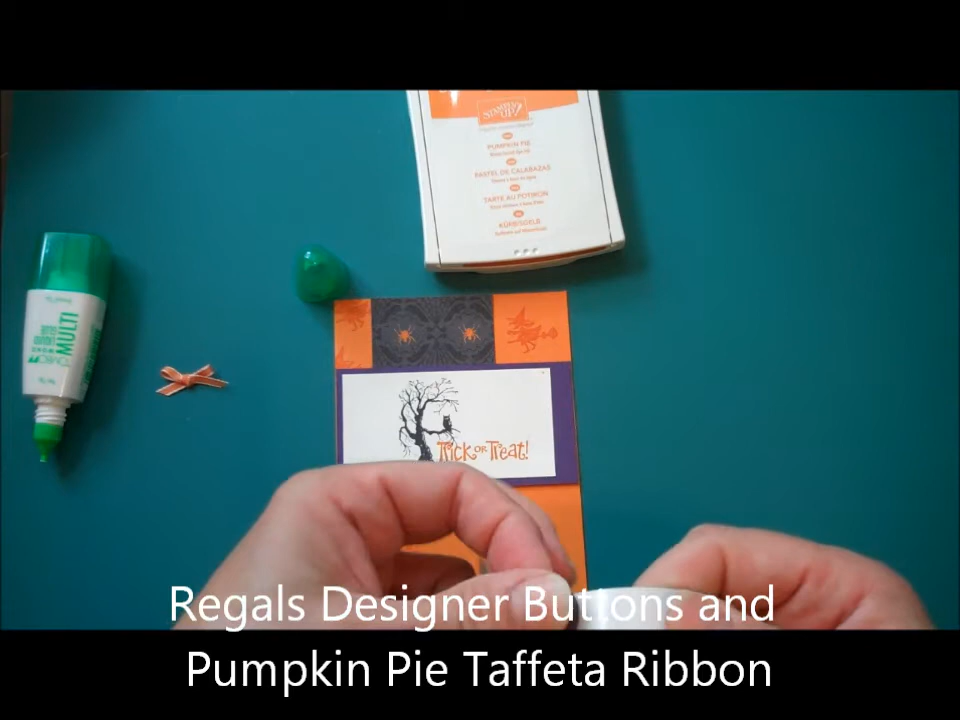 STAMPIN'
UP!
PUMPKIN PIE
PASTEL DE CALABAZAS
TARTE AU POTIRON
KÜRBISGELB
MULTI
TOMBOW
Trick or Treat!
Regals Designer Buttons and
Pumpkin Pie Taffeta Ribbon